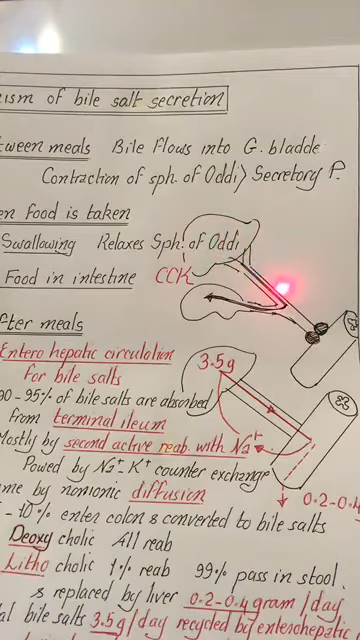 ism of bile salt secretion
tween meals Bile Flows into G. bladde
Contraction of sph. of Oddi > Secretory P.
en Food is taken
Swallowing Relaxes Sph. of Oddi
Food in intestine CCK
fter meals
Entero hepatic circulation
for bile salts
3.5g
90-95% of bile salts are absorbed
from terminal ileum
Mostly by second active reab. with Na+
Powed by Na+-K+ counter exchange
me by nonionic diffusion
0.2-0.4
-10% enter colon & converted to bile salts
Deoxy cholic All reab
Litho cholic 1% reab 99% pass in stool.
s replaced by liver 0.2-0.4 gram/day
al bile salts 3.5g/day recycled by enterohepatic